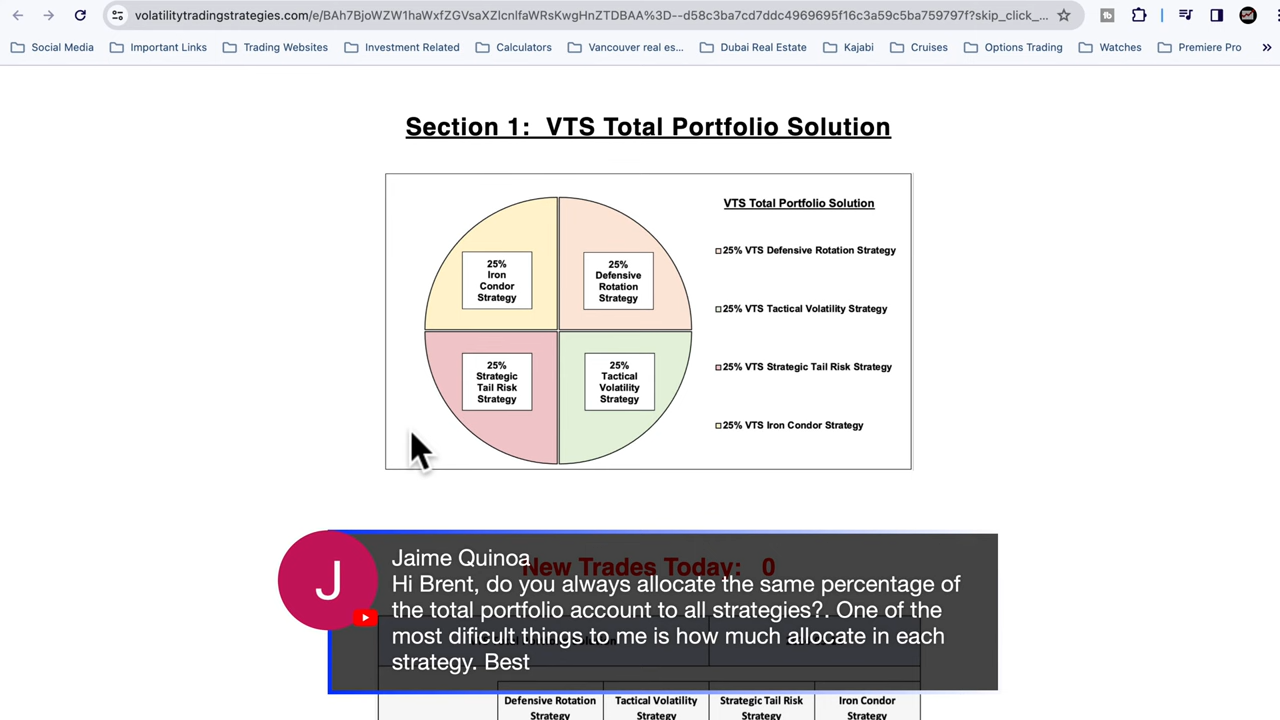 volatilitytradingstrategies.com/e/BAh7BjoWZW1haWxfZGVsaXZlcnlfaWRsKwgHnZTDBAA%3D--d58c3ba7cd7ddc4969695f16c3a59c5ba759797f?skip_click_...
Social Media
Important Links
Trading Websites
Investment Related
Calculators
Vancouver real es...
Dubai Real Estate
Kajabi
Cruises
Options Trading
Watches
Premiere Pro
Section 1: VTS Total Portfolio Solution
25%
Iron
Condor
Strategy
25%
Defensive
Rotation
Strategy
25%
Strategic
Tail Risk
Strategy
25%
Tactical
Volatility
Strategy
VTS Total Portfolio Solution
25% VTS Defensive Rotation Strategy
25% VTS Tactical Volatility Strategy
25% VTS Strategic Tail Risk Strategy
25% VTS Iron Condor Strategy
New Trades Today: 0
J
Jaime Quinoa
Hi Brent, do you always allocate the same percentage of
the total portfolio account to all strategies?. One of the
most dificult things to me is how much allocate in each
strategy. Best
Defensive Rotation
Strategy
Tactical Volatility
Strategy
Strategic Tail Risk
Strategy
Iron Condor
Strategy